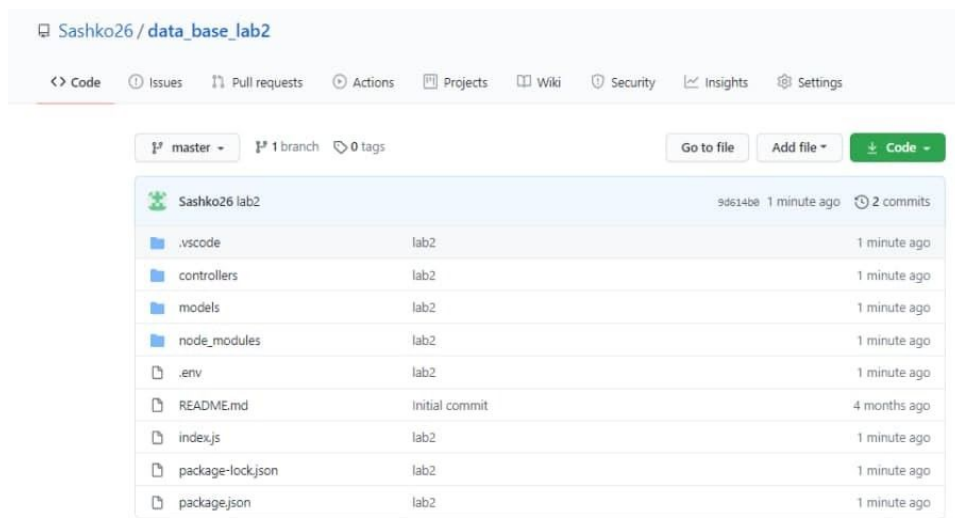 Sashko26 / data_base_lab2
<> Code Issues Pull requests Actions Projects Wiki Security Insights Settings
master 1 branch 0 tags Go to file Add file Code
Sashko26 lab2 9d614be 1 minute ago 2 commits
.vscode lab2 1 minute ago
controllers lab2 1 minute ago
models lab2 1 minute ago
node_modules lab2 1 minute ago
.env lab2 1 minute ago
README.md Initial commit 4 months ago
index.js lab2 1 minute ago
package-lock.json lab2 1 minute ago
package.json lab2 1 minute ago